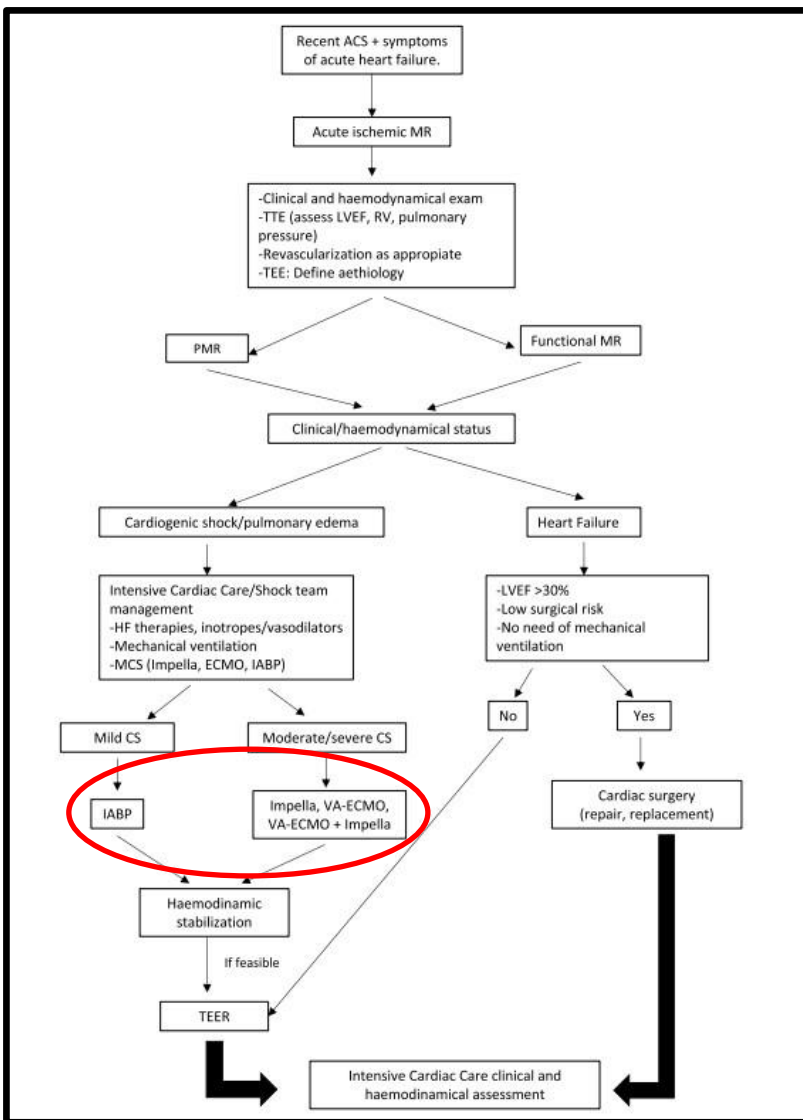 Recent ACS + symptoms
of acute heart failure.
Acute ischemic MR
-Clinical and haemodynamical exam
-TTE (assess LVEF, RV, pulmonary
pressure)
-Revascularization as appropiate
-TEE: Define aethiology
PMR
Functional MR
Clinical/haemodynamical status
Cardiogenic shock/pulmonary edema
Heart Failure
Intensive Cardiac Care/Shock team
management
-HF therapies, inotropes/vasodilators
-Mechanical ventilation
-MCS (Impella, ECMO, IABP)
-LVEF >30%
-Low surgical risk
-No need of mechanical
ventilation
No
Yes
Mild CS
Moderate/severe CS
IABP
Impella, VA-ECMO,
VA-ECMO + Impella
Cardiac surgery
(repair, replacement)
Haemodinamic
stabilization
If feasible
TEER
Intensive Cardiac Care clinical and
haemodinamical assessment